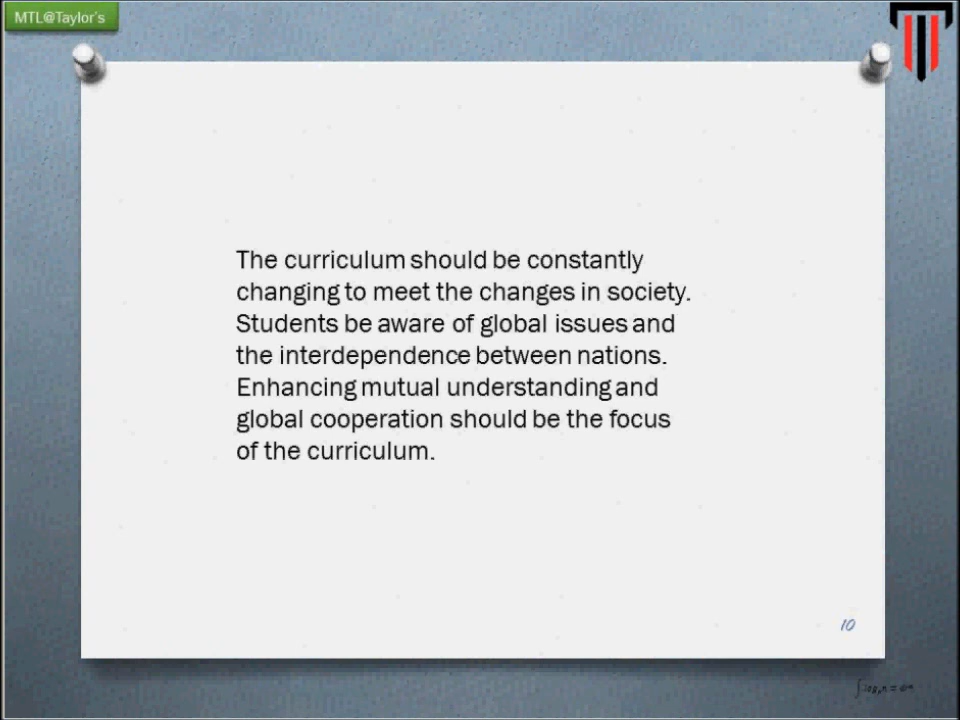 MTL@Taylor's
The curriculum should be constantly
changing to meet the changes in society.
Students be aware of global issues and
the interdependence between nations.
Enhancing mutual understanding and
global cooperation should be the focus
of the curriculum.
10